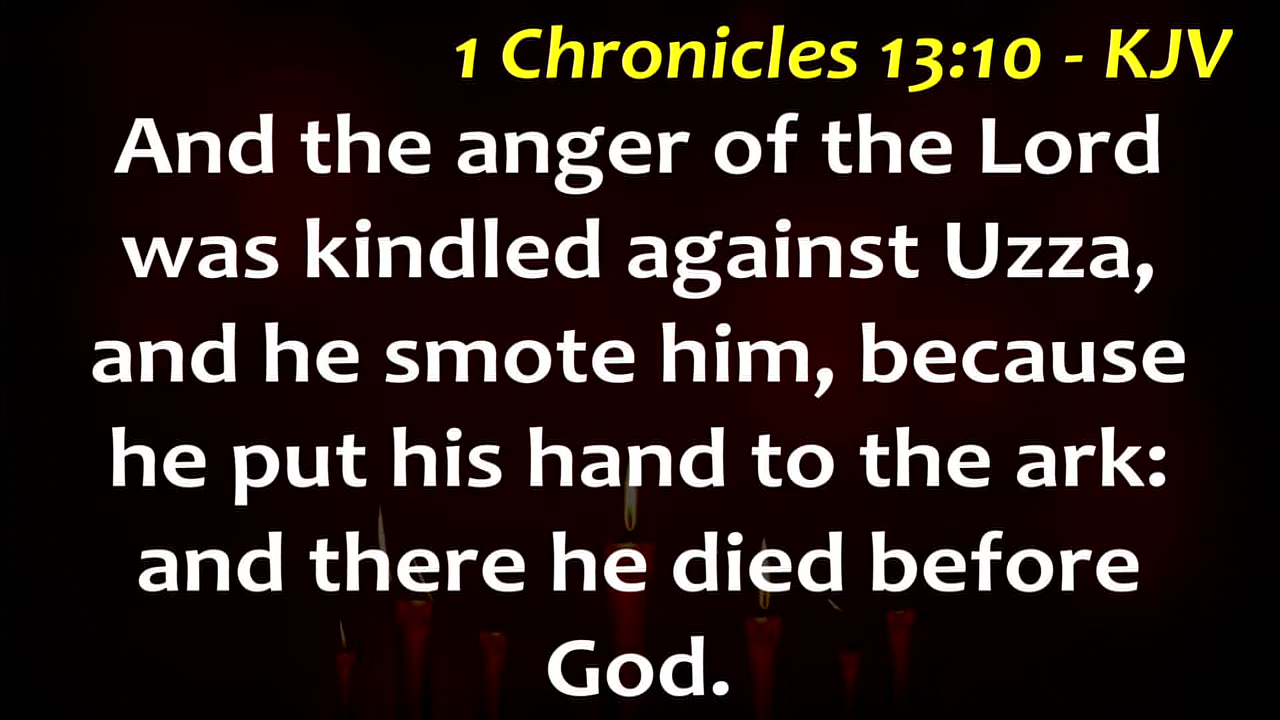 1 Chronicles 13:10 - KJV
And the anger of the Lord
was kindled against Uzza,
and he smote him, because
he put his hand to the ark:
and there he died before
God.